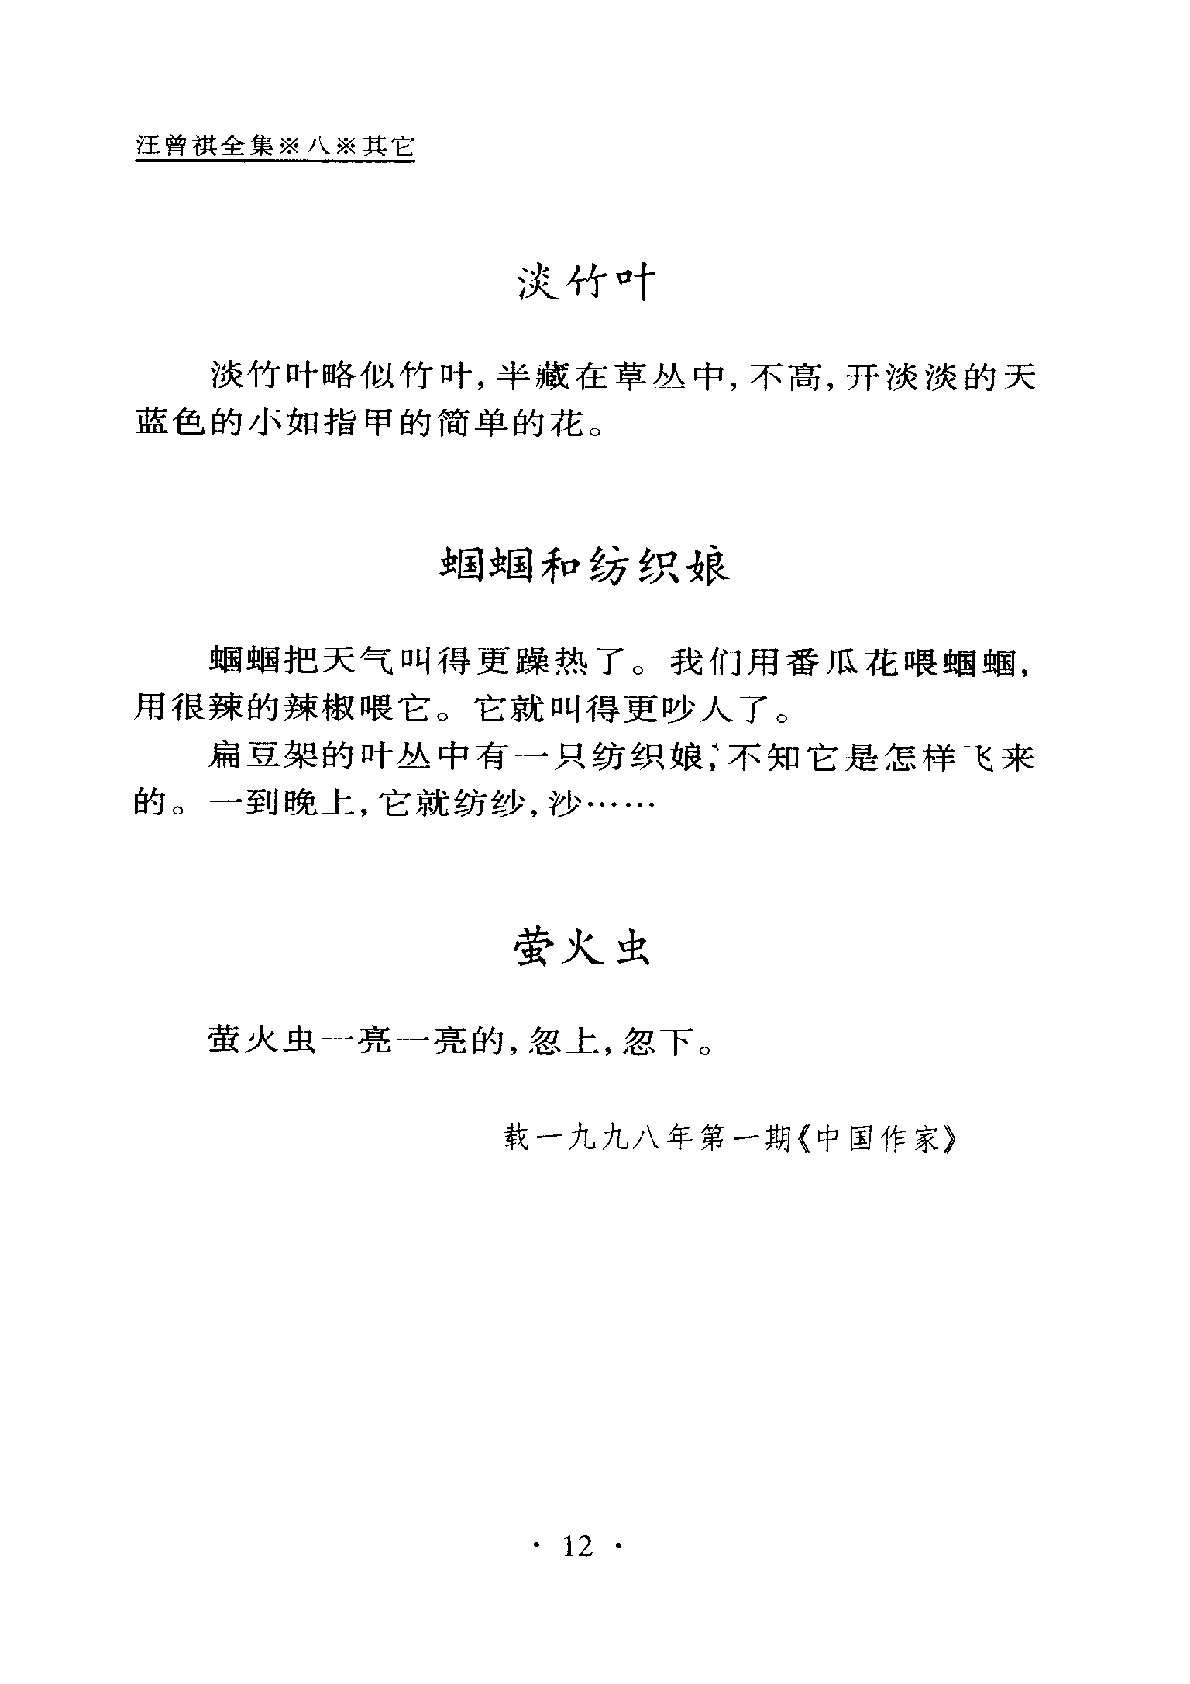 汪曾祺全集※八※其它
淡竹叶
淡竹叶略似竹叶,半藏在草丛中,不高,开淡淡的天
蓝色的小如指甲的简单的花。
蝈蝈和纺织娘
蝈蝈把天气叫得更躁热了。我们用番瓜花喂蝈蝈,
用很辣的辣椒喂它。它就叫得更吵人了。
扁豆架的叶丛中有一只纺织娘,不知它是怎样飞来
的。一到晚上,它就纺纱,沙……
萤火虫
萤火虫一亮一亮的,忽上,忽下。
载一九九八年第一期《中国作家》
· 12 ·